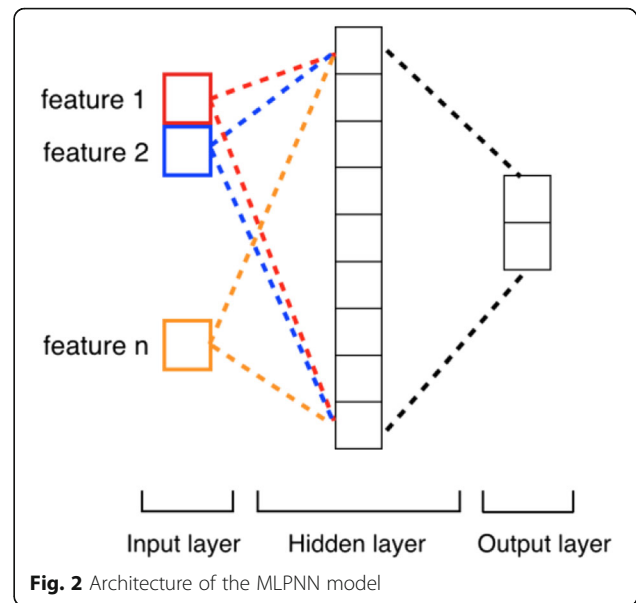 feature 1
feature 2
feature n
Input layer Hidden layer Output layer
Fig. 2 Architecture of the MLPNN model